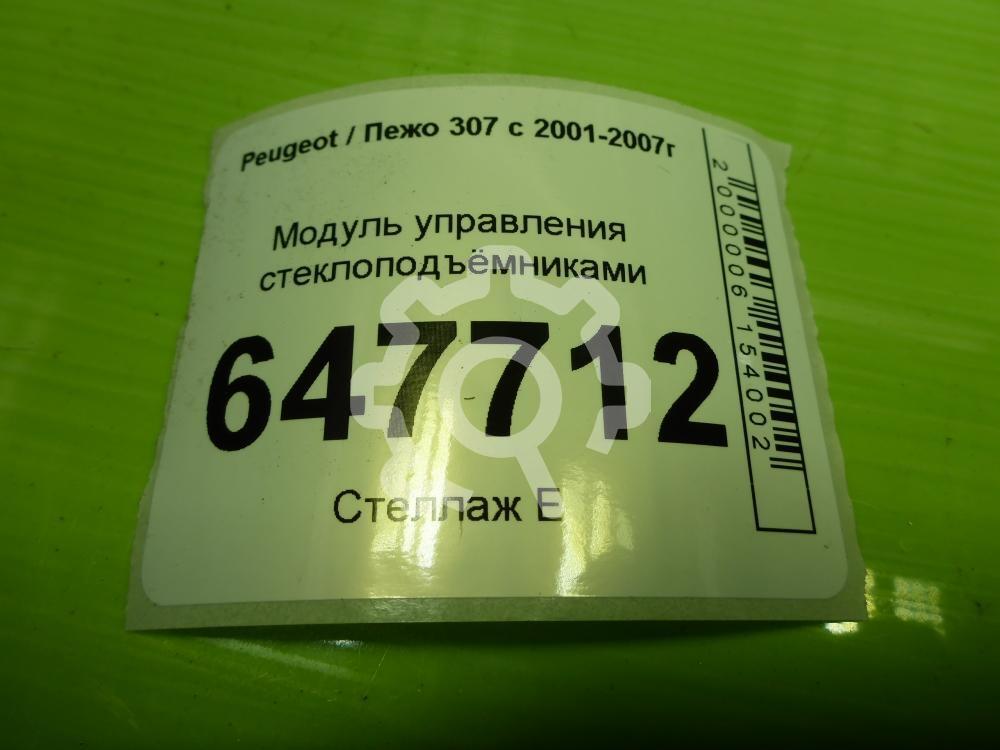 Peugeot / Пежо 307 с 2001-2007г
Модуль управления
стеклоподъёмниками
647712
Стеллаж Е
2000006154002